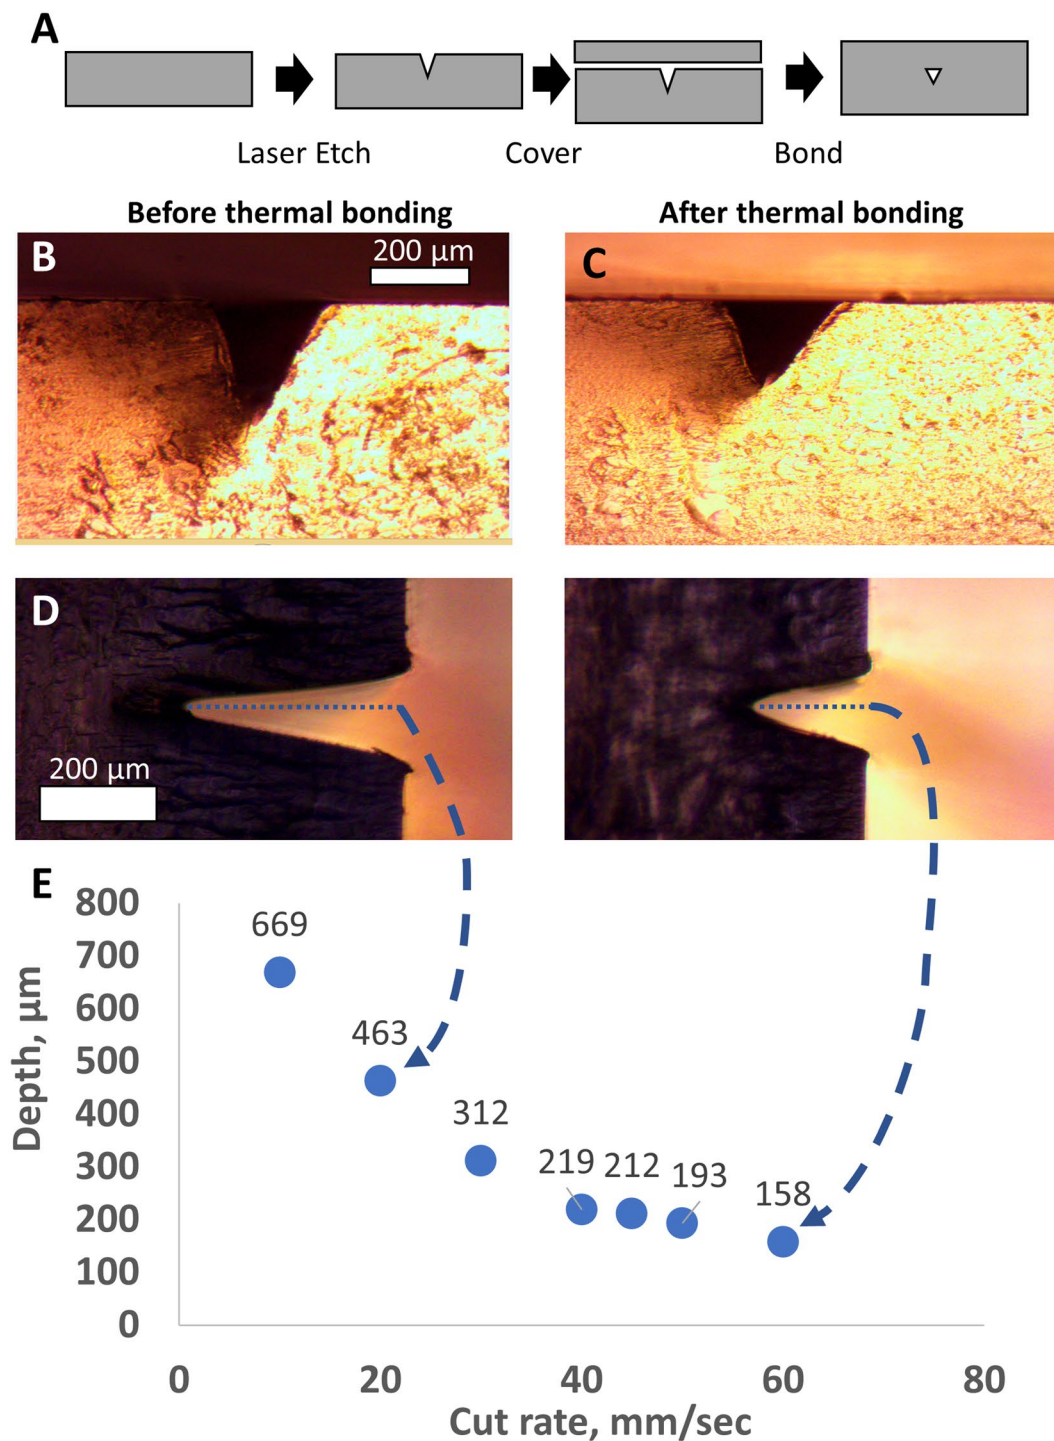 A
Laser Etch
Cover
Bond
Before thermal bonding
After thermal bonding
B
200 µm
C
D
200 µm
E
800
700
600
500
400
300
200
100
0
Depth, µm
669
463
312
219
212
193
158
0
20
40
60
80
Cut rate, mm/sec